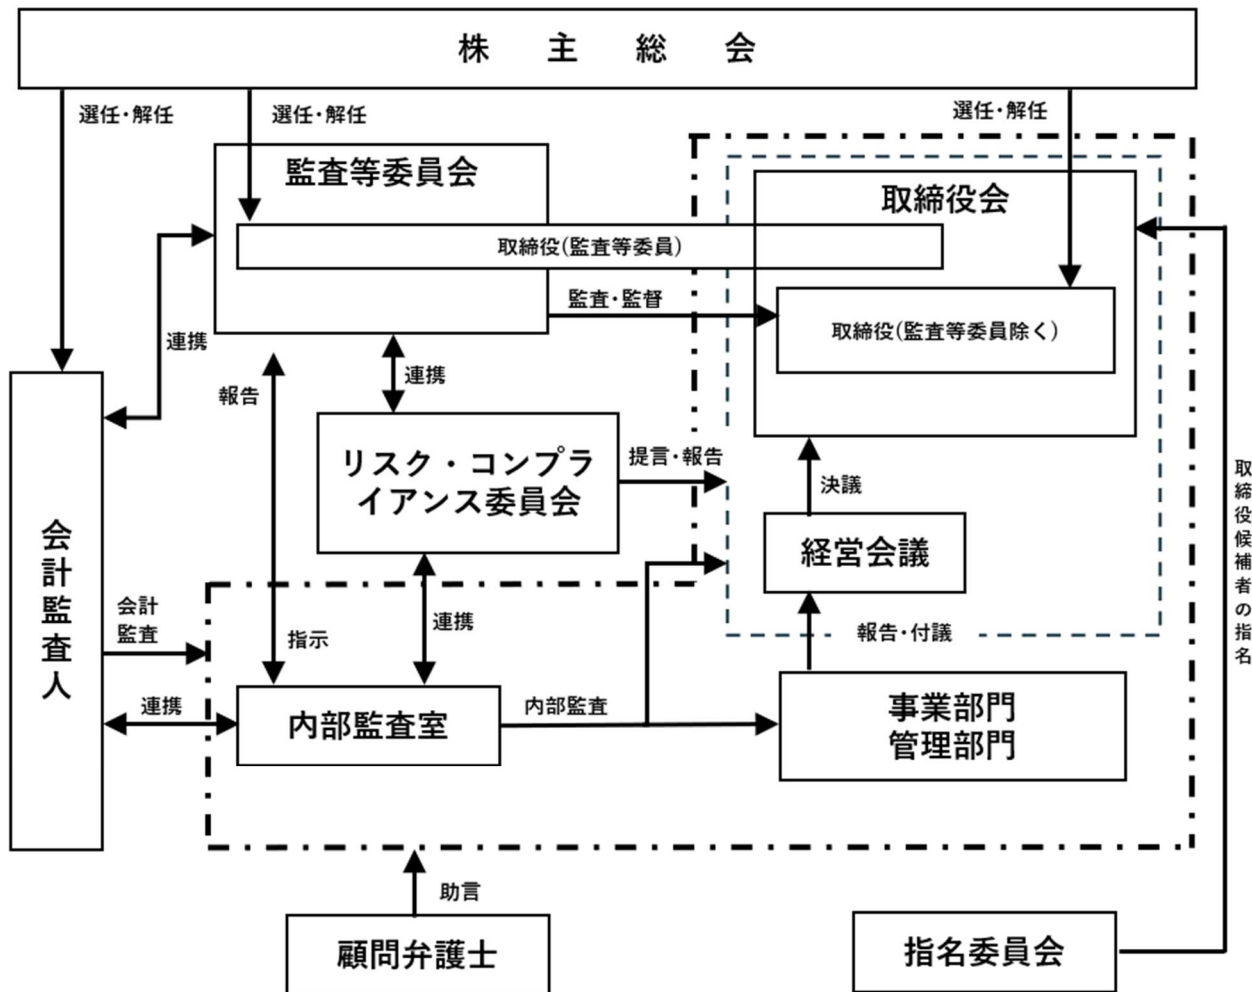 株主総会
選任・解任
選任・解任
選任・解任
監査等委員会
取締役会
取締役(監査等委員)
監査・監督
取締役(監査等委員除く)
連携
連携
報告
リスク・コンプラ
イアンス委員会
提言・報告
決議
経営会議
取締役候補者の指名
会計監査人
会計
監査
指示
連携
報告・付議
連携
内部監査室
内部監査
事業部門
管理部門
助言
顧問弁護士
指名委員会